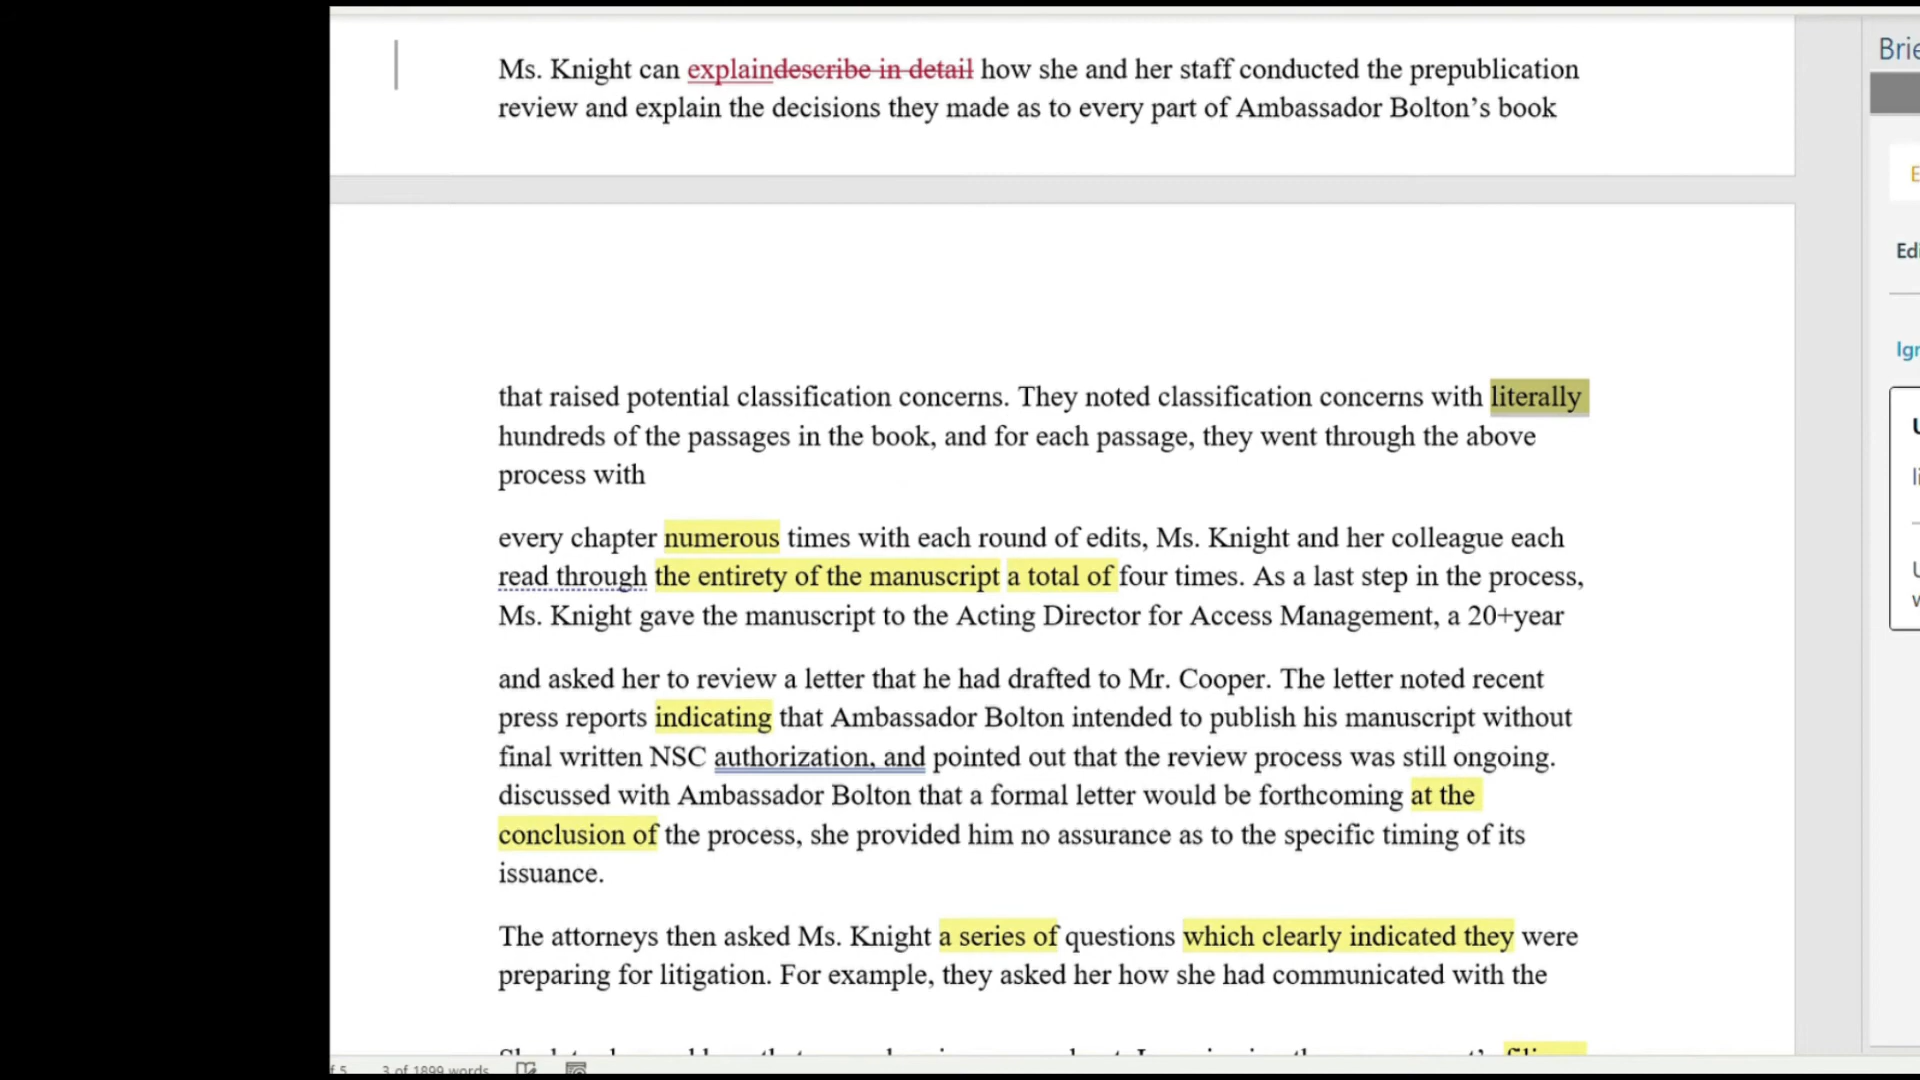 Ms. Knight can explaindescribe in detail how she and her staff conducted the prepublication
review and explain the decisions they made as to every part of Ambassador Bolton’s book
that raised potential classification concerns. They noted classification concerns with literally
hundreds of the passages in the book, and for each passage, they went through the above
process with
every chapter numerous times with each round of edits, Ms. Knight and her colleague each
read through the entirety of the manuscript a total of four times. As a last step in the process,
Ms. Knight gave the manuscript to the Acting Director for Access Management, a 20+year
and asked her to review a letter that he had drafted to Mr. Cooper. The letter noted recent
press reports indicating that Ambassador Bolton intended to publish his manuscript without
final written NSC authorization, and pointed out that the review process was still ongoing.
discussed with Ambassador Bolton that a formal letter would be forthcoming at the
conclusion of the process, she provided him no assurance as to the specific timing of its
issuance.
The attorneys then asked Ms. Knight a series of questions which clearly indicated they were
preparing for litigation. For example, they asked her how she had communicated with the
3 of 1899 words
Brie
Edi
Igr